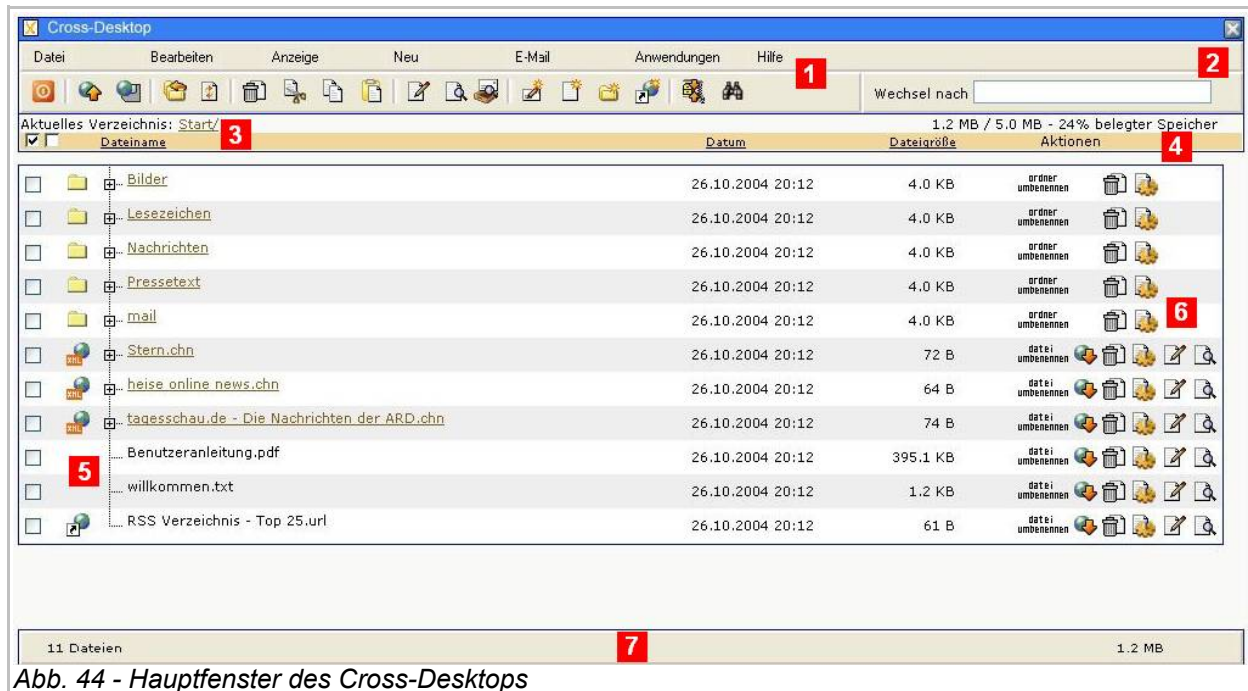 Cross-Desktop
Datei Bearbeiten Anzeige Neu E-Mail Anwendungen Hilfe
1
2
Wechsel nach
Aktuelles Verzeichnis: Start/
3
1.2 MB / 5.0 MB - 24% belegter Speicher
Dateiname Datum Dateigröße Aktionen
4
Bilder 26.10.2004 20:12 4.0 KB ordner umbenennen
Lesezeichen 26.10.2004 20:12 4.0 KB ordner umbenennen
Nachrichten 26.10.2004 20:12 4.0 KB ordner umbenennen
Pressetext 26.10.2004 20:12 4.0 KB ordner umbenennen
6
mail 26.10.2004 20:12 4.0 KB ordner umbenennen
XML Stern.chn 26.10.2004 20:12 72 B datei umbenennen
XML heise online news.chn 26.10.2004 20:12 64 B datei umbenennen
XML tagesschau.de - Die Nachrichten der ARD.chn 26.10.2004 20:12 74 B datei umbenennen
Benutzeranleitung.pdf 26.10.2004 20:12 395.1 KB datei umbenennen
5
willkommen.txt 26.10.2004 20:12 1.2 KB datei umbenennen
RSS Verzeichnis - Top 25.url 26.10.2004 20:12 61 B datei umbenennen
11 Dateien 7 1.2 MB
Abb. 44 - Hauptfenster des Cross-Desktops